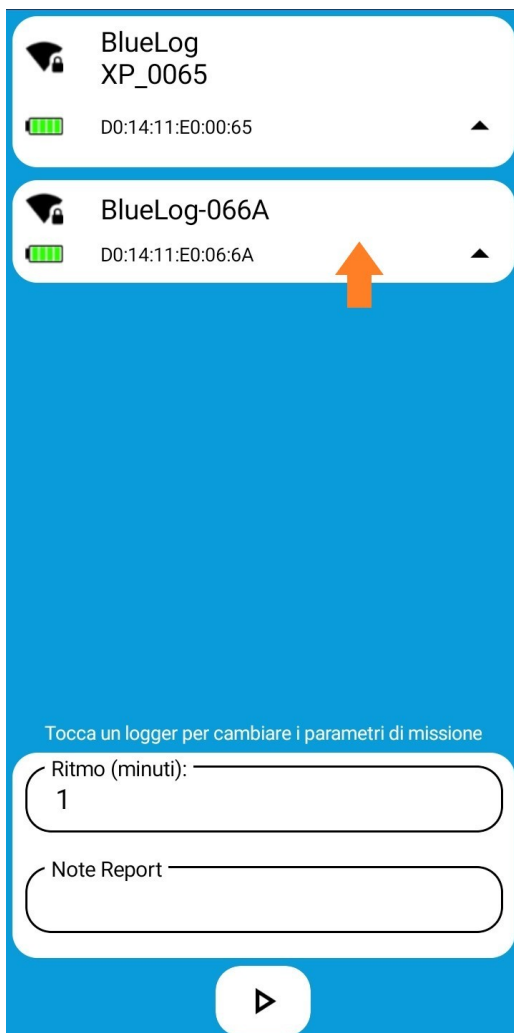 BlueLog
XP_0065
D0:14:11:E0:00:65
BlueLog-066A
D0:14:11:E0:06:6A
Tocca un logger per cambiare i parametri di missione
Ritmo (minuti):
1
Note Report